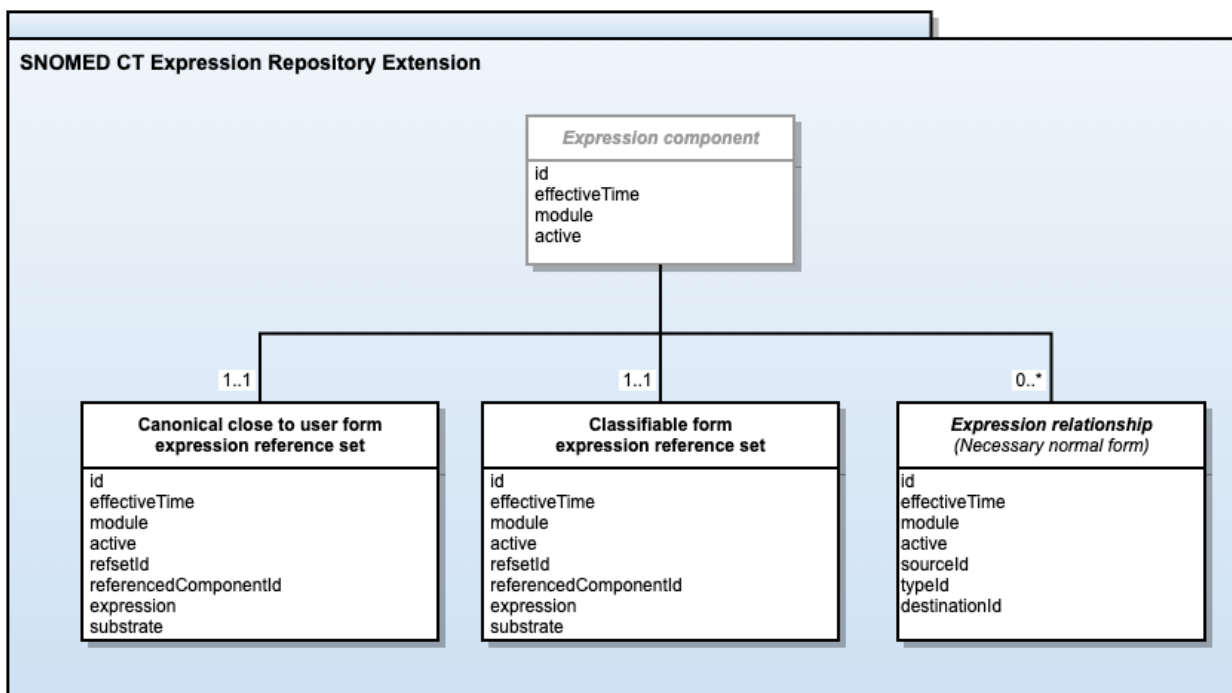 SNOMED CT Expression Repository Extension
Expression component
id
effectiveTime
module
active
1..1
1..1
0..*
Canonical close to user form
expression reference set
id
effectiveTime
module
active
refsetId
referencedComponentId
expression
substrate
Classifiable form
expression reference set
id
effectiveTime
module
active
refsetId
referencedComponentId
expression
substrate
Expression relationship
(Necessary normal form)
id
effectiveTime
module
active
sourceId
typeId
destinationId